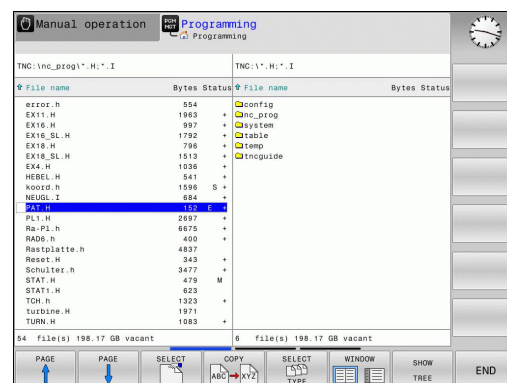 Manual operation
PGM MGT
Programming
Programming
TNC:\nc_prog\*.H;*.I
TNC:\*.H;*.I
File name Bytes Status
File name Bytes Status
error.h 554
EX11.H 1963 +
EX16.H 997 +
EX16_SL.H 1792 +
EX18.H 796 +
EX18_SL.H 1513 +
EX4.H 1036 +
HEBEL.H 541 +
koord.h 1596 S +
NEUGL.I 684 +
PAT.H 152 E +
PL1.H 2697 +
Ra-Pl.h 6675 +
RAD6.h 400 +
Rastplatte.h 4837
Reset.H 343 +
Schulter.h 3477 +
STAT.H 479 M
STAT1.H 623
TCH.h 1323 +
turbine.H 1971
TURN.H 1083 +
config
nc_prog
system
table
temp
tncguide
54 file(s) 198.17 GB vacant
6 file(s) 198.17 GB vacant
PAGE
PAGE
SELECT
COPY
ABC XYZ
SELECT
TYPE
WINDOW
SHOW
TREE
END